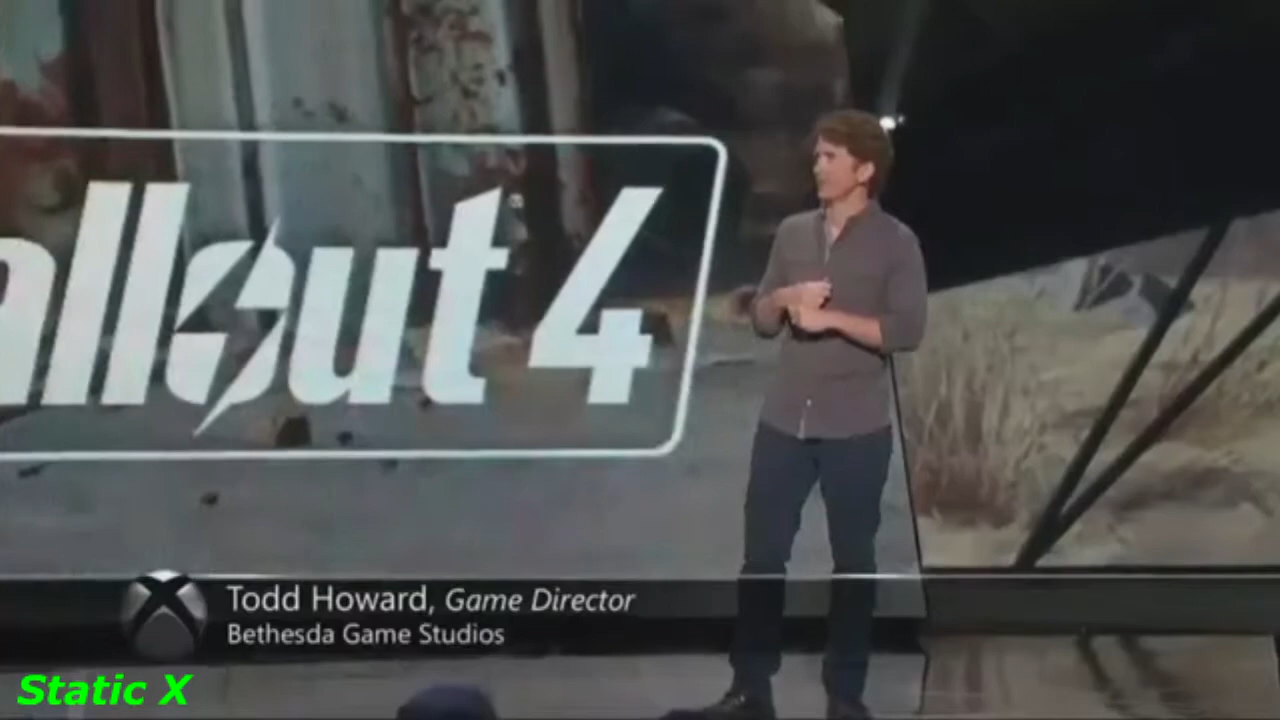 allout 4
Todd Howard, Game Director
Bethesda Game Studios
Static X